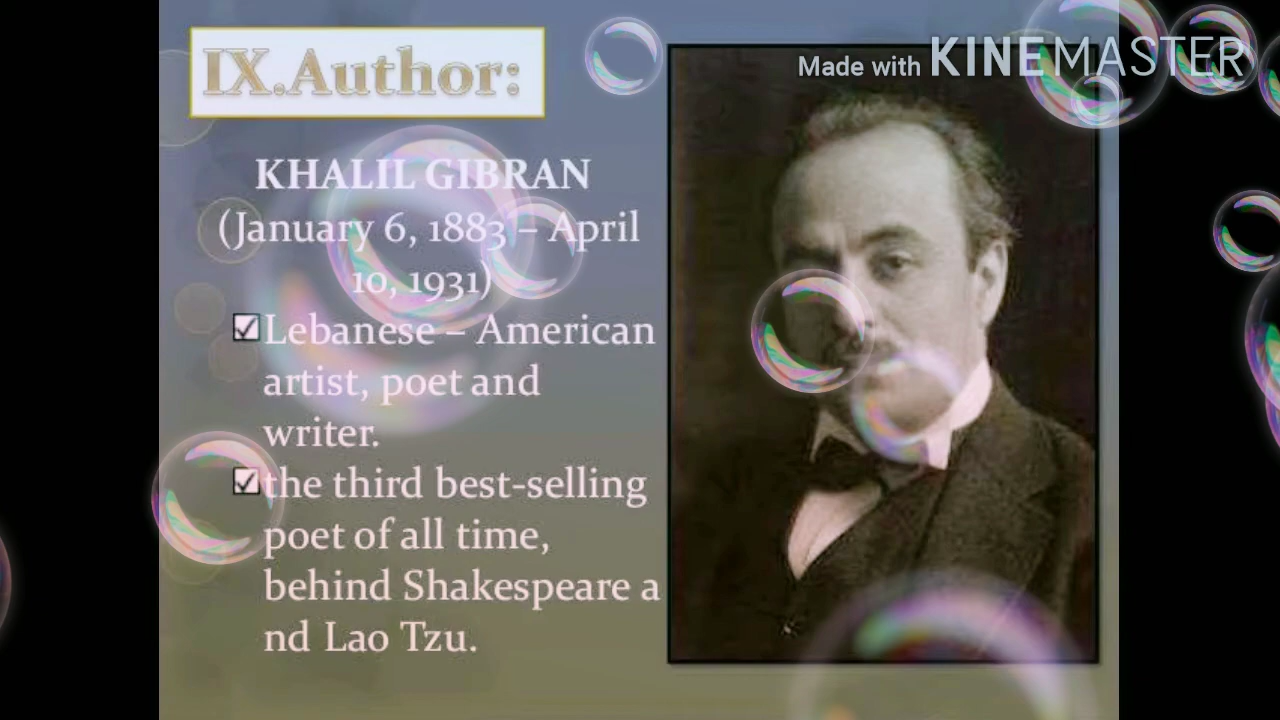 IX.Author:
Made with KINEMASTER
KHALIL GIBRAN
(January 6, 1883 – April
10, 1931)
Lebanese – American
artist, poet and
writer.
the third best-selling
poet of all time,
behind Shakespeare a
nd Lao Tzu.